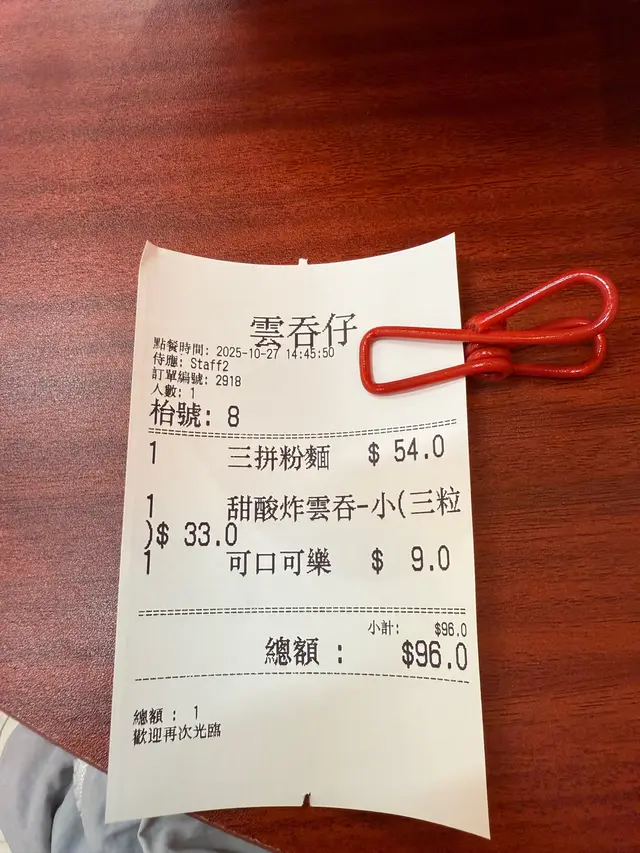 雲吞仔
點餐時間: 2025-10-27 14:45:50
侍應: Staff2
訂單編號: 2918
人數: 1
枱號: 8
1 三拼粉麵 $ 54.0
1 甜酸炸雲吞-小(三粒
)$ 33.0
1 可口可樂 $ 9.0
小計: $96.0
總額 : $96.0
總額 : 1
歡迎再次光臨